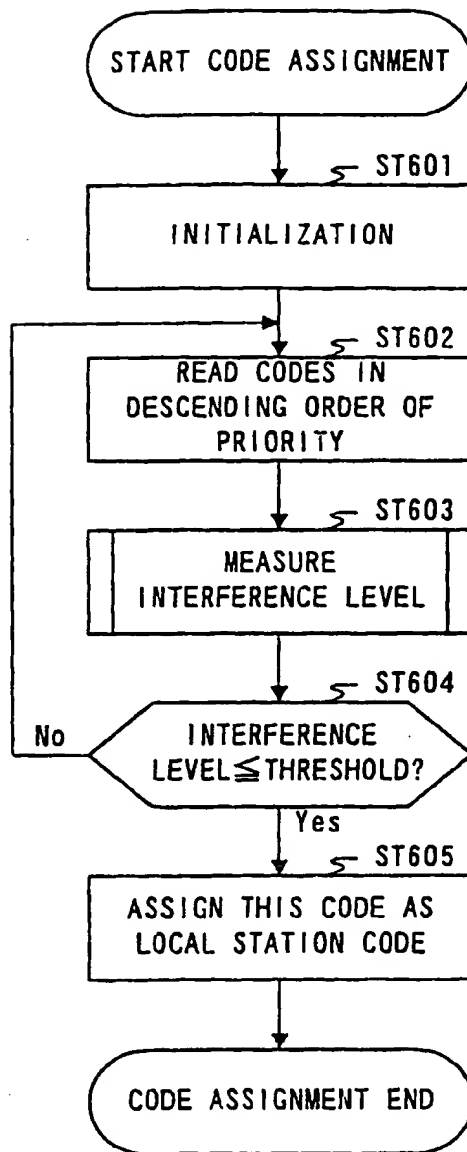 START CODE ASSIGNMENT
ST601
INITIALIZATION
ST602
READ CODES IN
DESCENDING ORDER OF
PRIORITY
ST603
MEASURE
INTERFERENCE LEVEL
ST604
No
INTERFERENCE
LEVEL≦THRESHOLD?
Yes
ST605
ASSIGN THIS CODE AS
LOCAL STATION CODE
CODE ASSIGNMENT END